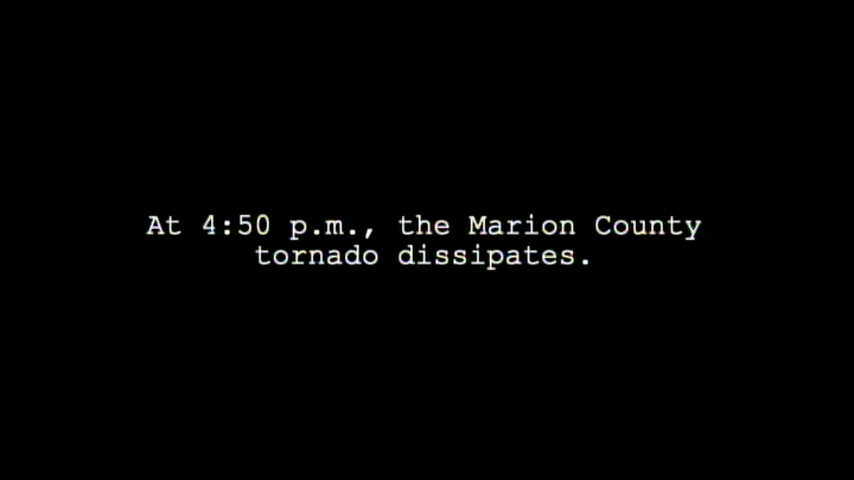 At 4:50 p.m., the Marion County
tornado dissipates.